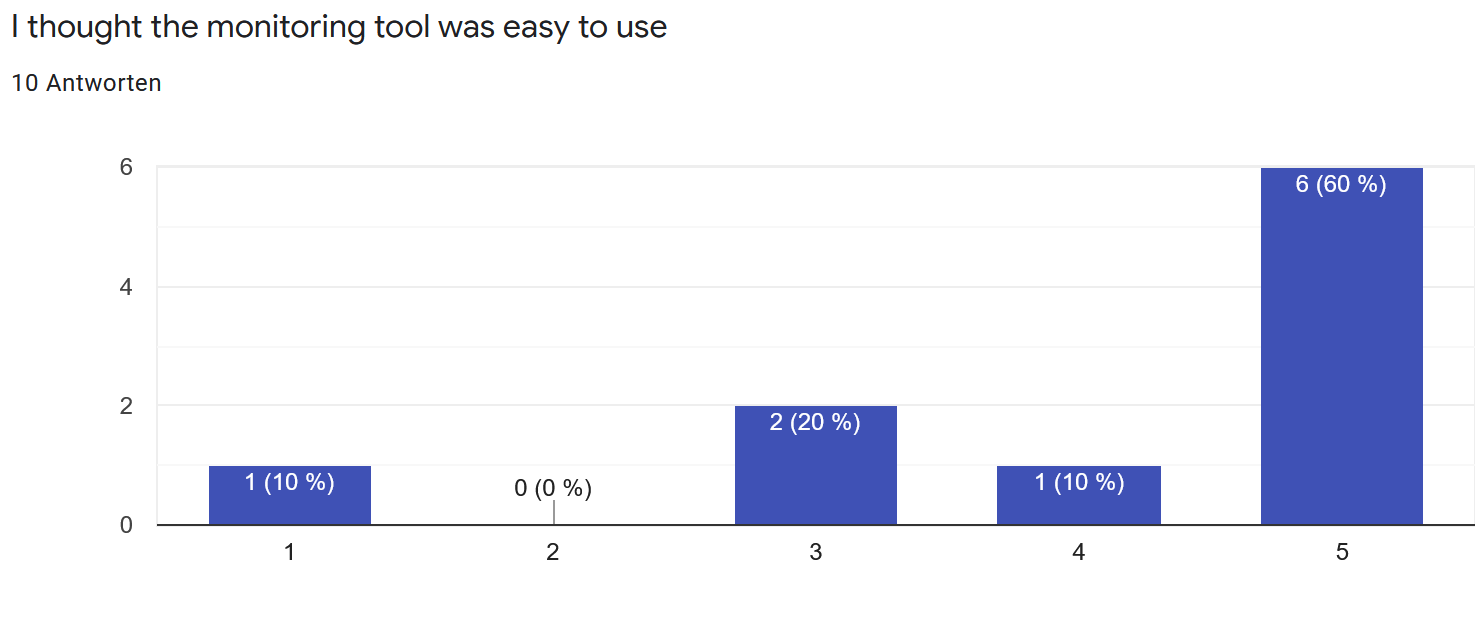 I thought the monitoring tool was easy to use
10 Antworten
6
6 (60 %)
4
2
2 (20 %)
1 (10 %)
0 (0 %)
1 (10 %)
0
1
2
3
4
5